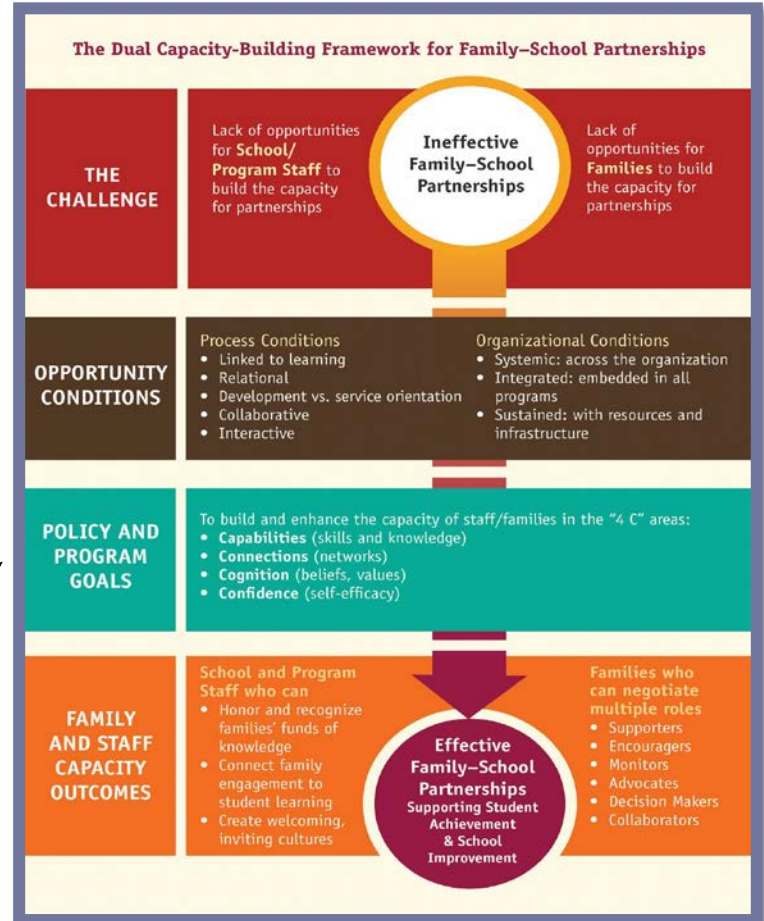 The Dual Capacity-Building Framework for Family–School Partnerships
THE
CHALLENGE
Lack of opportunities
for School/
Program Staff to
build the capacity
for partnerships
Ineffective
Family–School
Partnerships
Lack of
opportunities for
Families to build
the capacity for
partnerships
OPPORTUNITY
CONDITIONS
Process Conditions
• Linked to learning
• Relational
• Development vs. service orientation
• Collaborative
• Interactive
Organizational Conditions
• Systemic: across the organization
• Integrated: embedded in all
programs
• Sustained: with resources and
infrastructure
POLICY AND
PROGRAM
GOALS
To build and enhance the capacity of staff/families in the "4 C" areas:
• Capabilities (skills and knowledge)
• Connections (networks)
• Cognition (beliefs, values)
• Confidence (self-efficacy)
FAMILY
AND STAFF
CAPACITY
OUTCOMES
School and Program
Staff who can
• Honor and recognize
families' funds of
knowledge
• Connect family
engagement to
student learning
• Create welcoming,
inviting cultures
Effective
Family–School
Partnerships
Supporting Student
Achievement
& School
Improvement
Families who
can negotiate
multiple roles
• Supporters
• Encouragers
• Monitors
• Advocates
• Decision Makers
• Collaborators